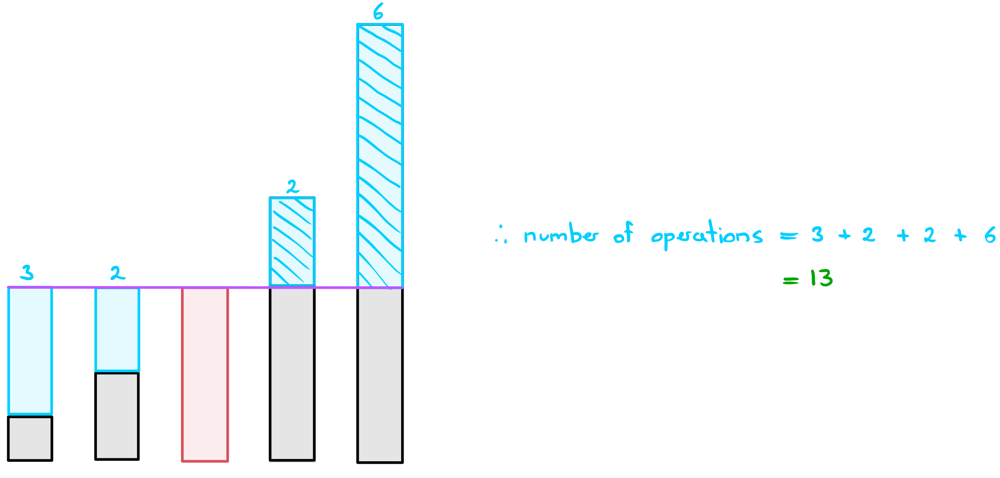 6
2
3 2
∴ number of operations = 3 + 2 + 2 + 6
= 13